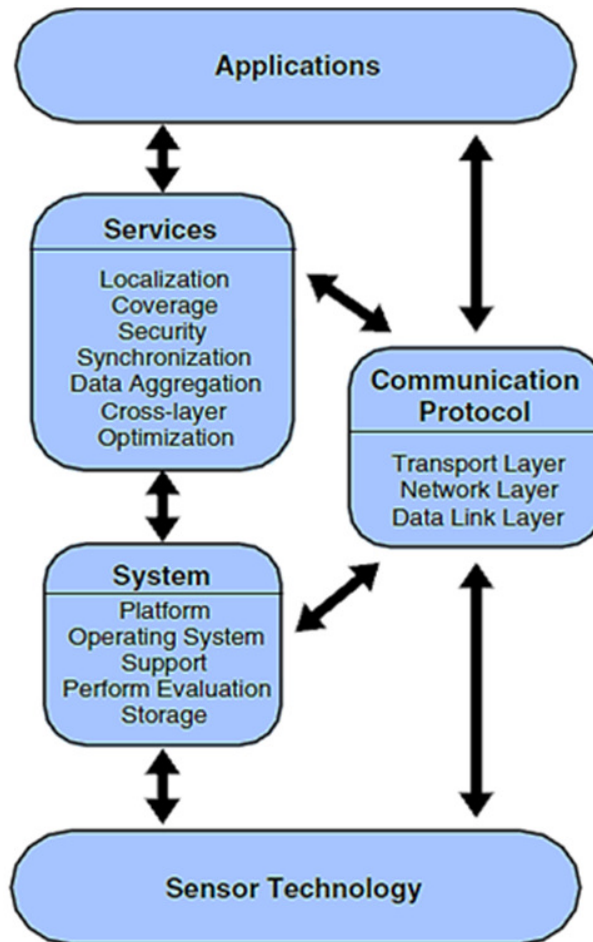 Applications
Services
Localization
Coverage
Security
Synchronization
Data Aggregation
Cross-layer
Optimization
Communication
Protocol
Transport Layer
Network Layer
Data Link Layer
System
Platform
Operating System
Support
Perform Evaluation
Storage
Sensor Technology